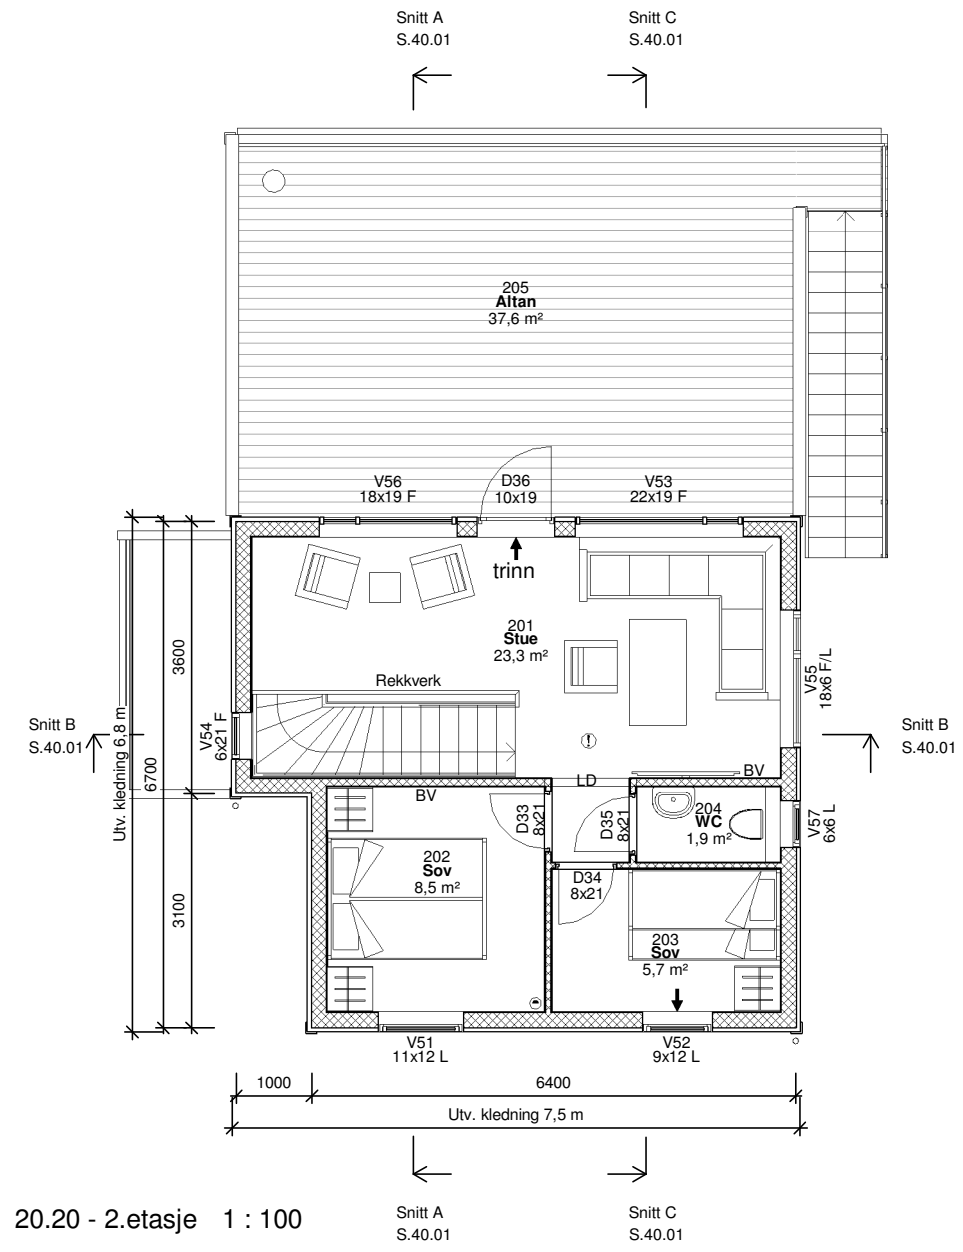 Snitt A
S.40.01
Snitt C
S.40.01
205
Altan
37,6 m²
V56
18x19 F
D36
10x19
V53
22x19 F
trinn
201
Stue
23,3 m²
3600
Rekkverk
V55
18x6 F/L
Snitt B
S.40.01
Utv. kledning 6,8 m
6700
V54
6x21 F
Snitt B
S.40.01
LD
BV
BV
D33
8x21
D35
8x21
204
WC
1,9 m²
V57
6x6 L
202
Sov
8,5 m²
D34
8x21
3100
203
Sov
5,7 m²
V51
11x12 L
V52
9x12 L
1000
6400
Utv. kledning 7,5 m
Snitt A
S.40.01
Snitt C
S.40.01
20.20 - 2.etasje 1 : 100